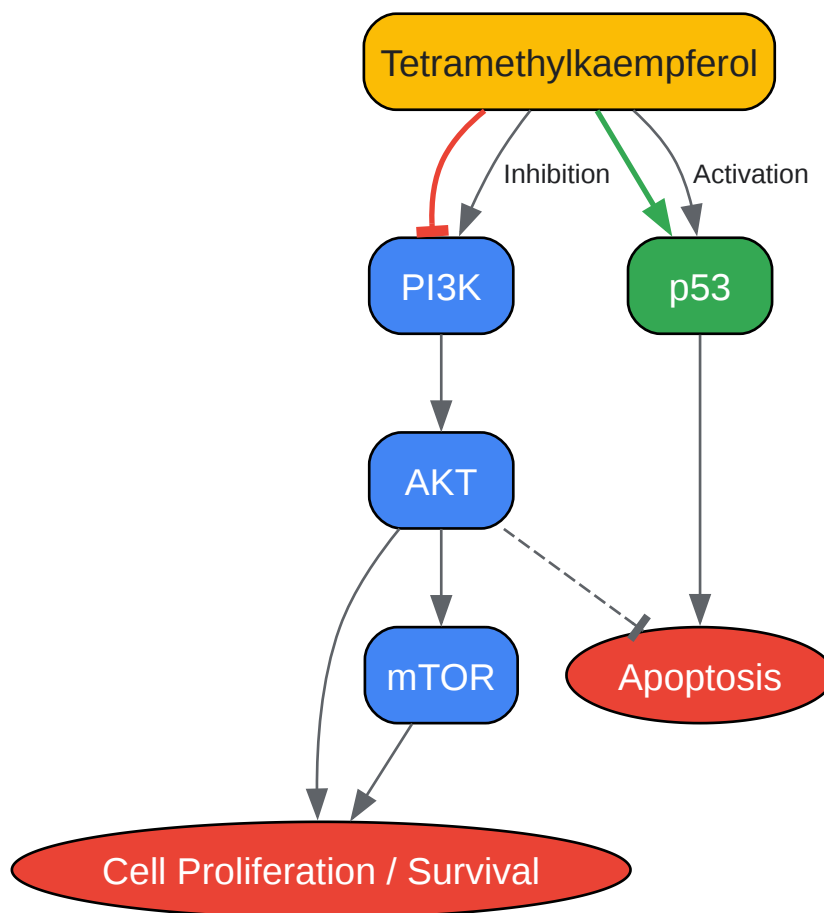 Tetramethylkaempferol
Inhibition
Activation
PI3K
p53
AKT
mTOR
Apoptosis
Cell Proliferation / Survival